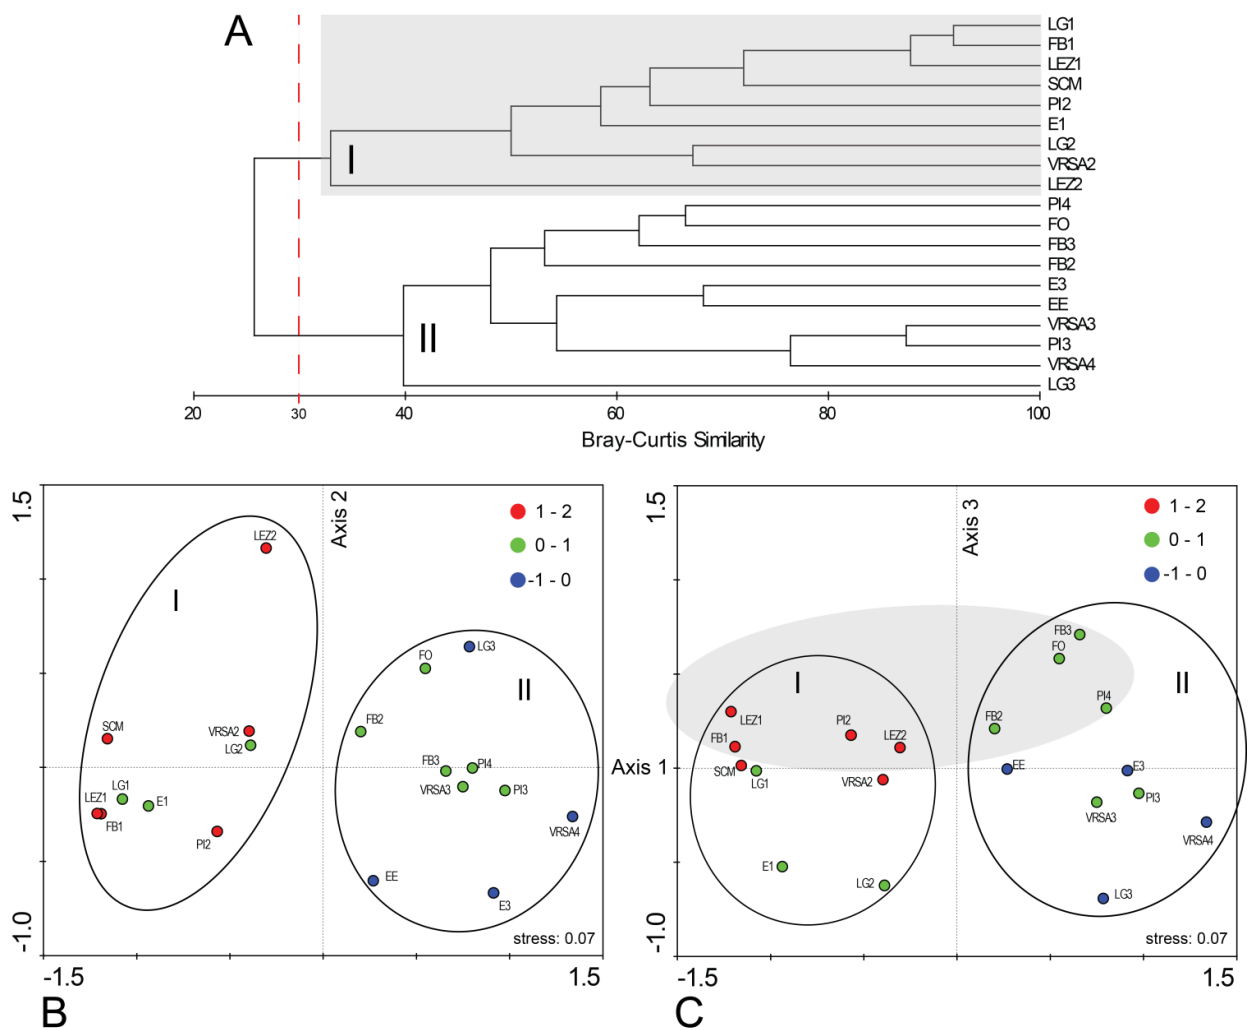 A
LG1
FB1
LEZ1
SCM
PI2
E1
LG2
VRSA2
LEZ2
I
PI4
FO
FB3
FB2
E3
EE
VRSA3
PI3
VRSA4
LG3
II
20 30 40 60 80 100
Bray-Curtis Similarity
1.5
Axis 2
1 - 2
0 - 1
-1 - 0
LEZ2
I
FO
LG3
II
SCM
VRSA2
LG2
FB2
FB3
PI4
VRSA3
PI3
LEZ1
LG1
E1
FB1
PI2
VRSA4
EE
E3
-1.0
stress: 0.07
-1.5 1.5
B
1.5
Axis 3
1 - 2
0 - 1
-1 - 0
FB3
FO
I
II
LEZ1
PI2
LEZ2
PI4
FB2
FB1
SCM
LG1
VRSA2
Axis 1
EE
E3
PI3
VRSA3
VRSA4
E1
LG2
LG3
-1.0
stress: 0.07
-1.5 1.5
C